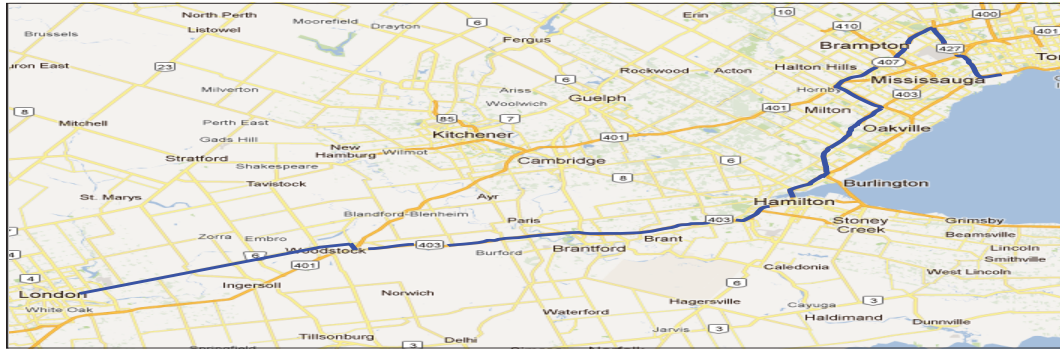 North Perth
Moorefield
Drayton
6
Erin
10
400
Brussels
Listowel
Fergus
410
Brampton
427
401
uron East
23
Rockwood
Acton
Halton Hills
407
Tor
Milverton
Ariss
6
Guelph
Hornby
Mississauga
8
Woolwich
401
403
Mitchell
Perth East
85
7
Milton
Gads Hill
Kitchener
401
Oakville
Stratford
New
Hamburg
Wilmot
Cambridge
6
Shakespeare
Tavistock
8
Burlington
St. Marys
Ayr
Hamilton
Blandford-Blenheim
Paris
403
Stoney
Creek
Grimsby
Zorra
Embro
403
Brant
Beamsville
4
6
Woodstock
Burford
Brantford
Lincoln
Smithville
401
Caledonia
West Lincoln
4
Ingersoll
6
London
Norwich
Hagersville
3
White Oak
Waterford
Cayuga
Haldimand
Dunnville
Tillsonburg
Delhi
Jarvis
3
3
Springfield
Norfolk